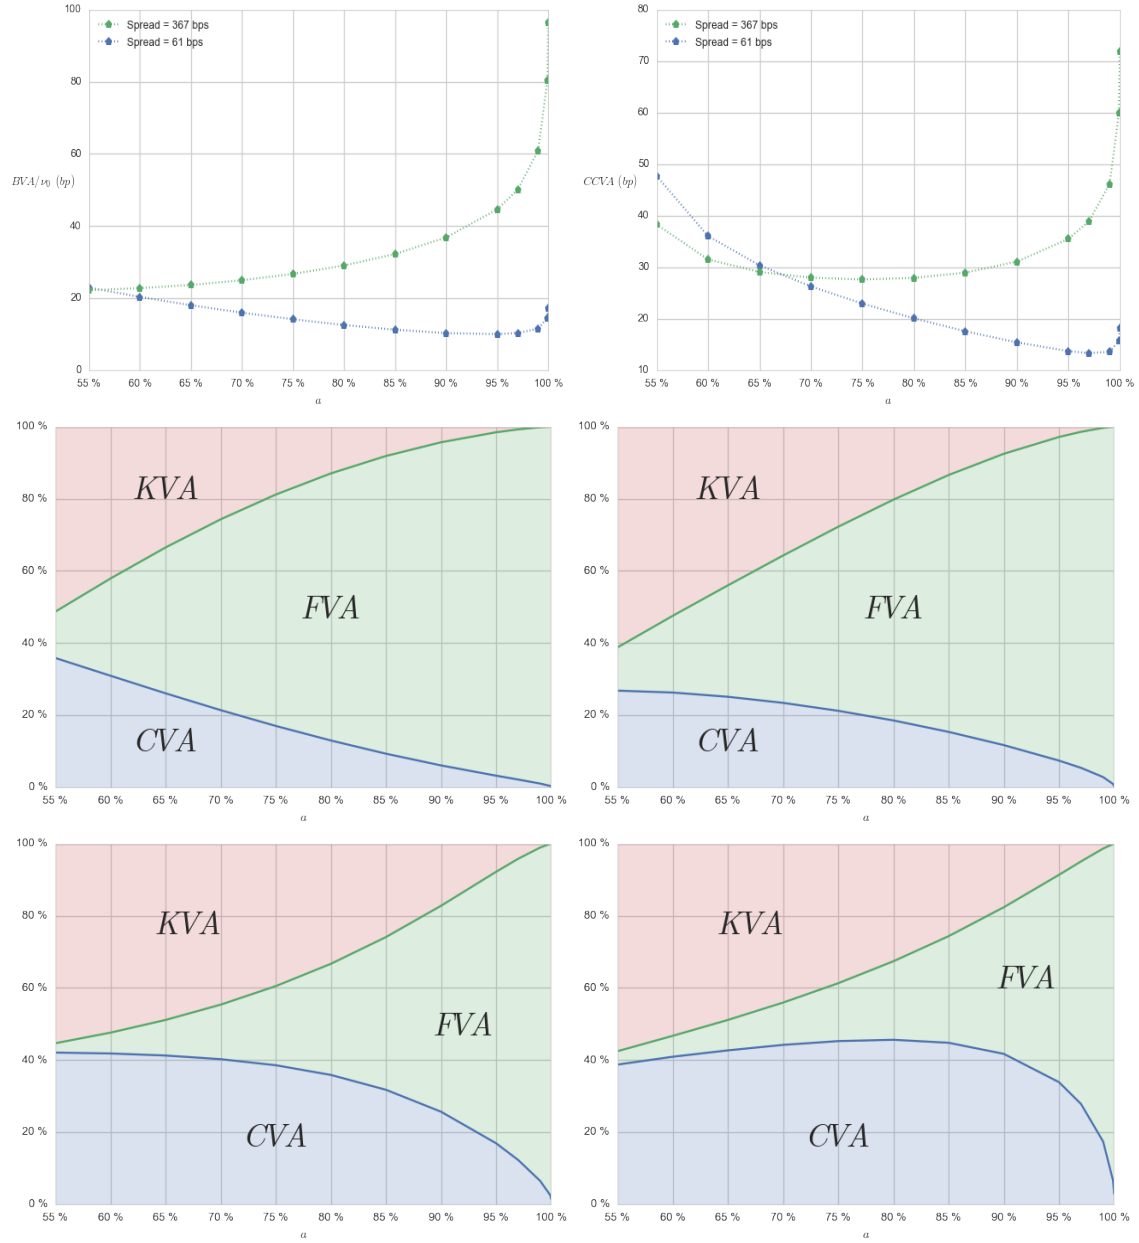 100
80
60
40
20
0
BVA/ν₀ (bp)
Spread = 367 bps
Spread = 61 bps
55 % 60 % 65 % 70 % 75 % 80 % 85 % 90 % 95 % 100 %
a
80
70
60
50
40
30
20
10
CCVA (bp)
Spread = 367 bps
Spread = 61 bps
55 % 60 % 65 % 70 % 75 % 80 % 85 % 90 % 95 % 100 %
a
100 %
80 %
60 %
40 %
20 %
0 %
KVA
FVA
CVA
55 % 60 % 65 % 70 % 75 % 80 % 85 % 90 % 95 % 100 %
a
100 %
80 %
60 %
40 %
20 %
0 %
KVA
FVA
CVA
55 % 60 % 65 % 70 % 75 % 80 % 85 % 90 % 95 % 100 %
a
100 %
80 %
60 %
40 %
20 %
0 %
KVA
FVA
CVA
55 % 60 % 65 % 70 % 75 % 80 % 85 % 90 % 95 % 100 %
a
100 %
80 %
60 %
40 %
20 %
0 %
KVA
FVA
CVA
55 % 60 % 65 % 70 % 75 % 80 % 85 % 90 % 95 % 100 %
a